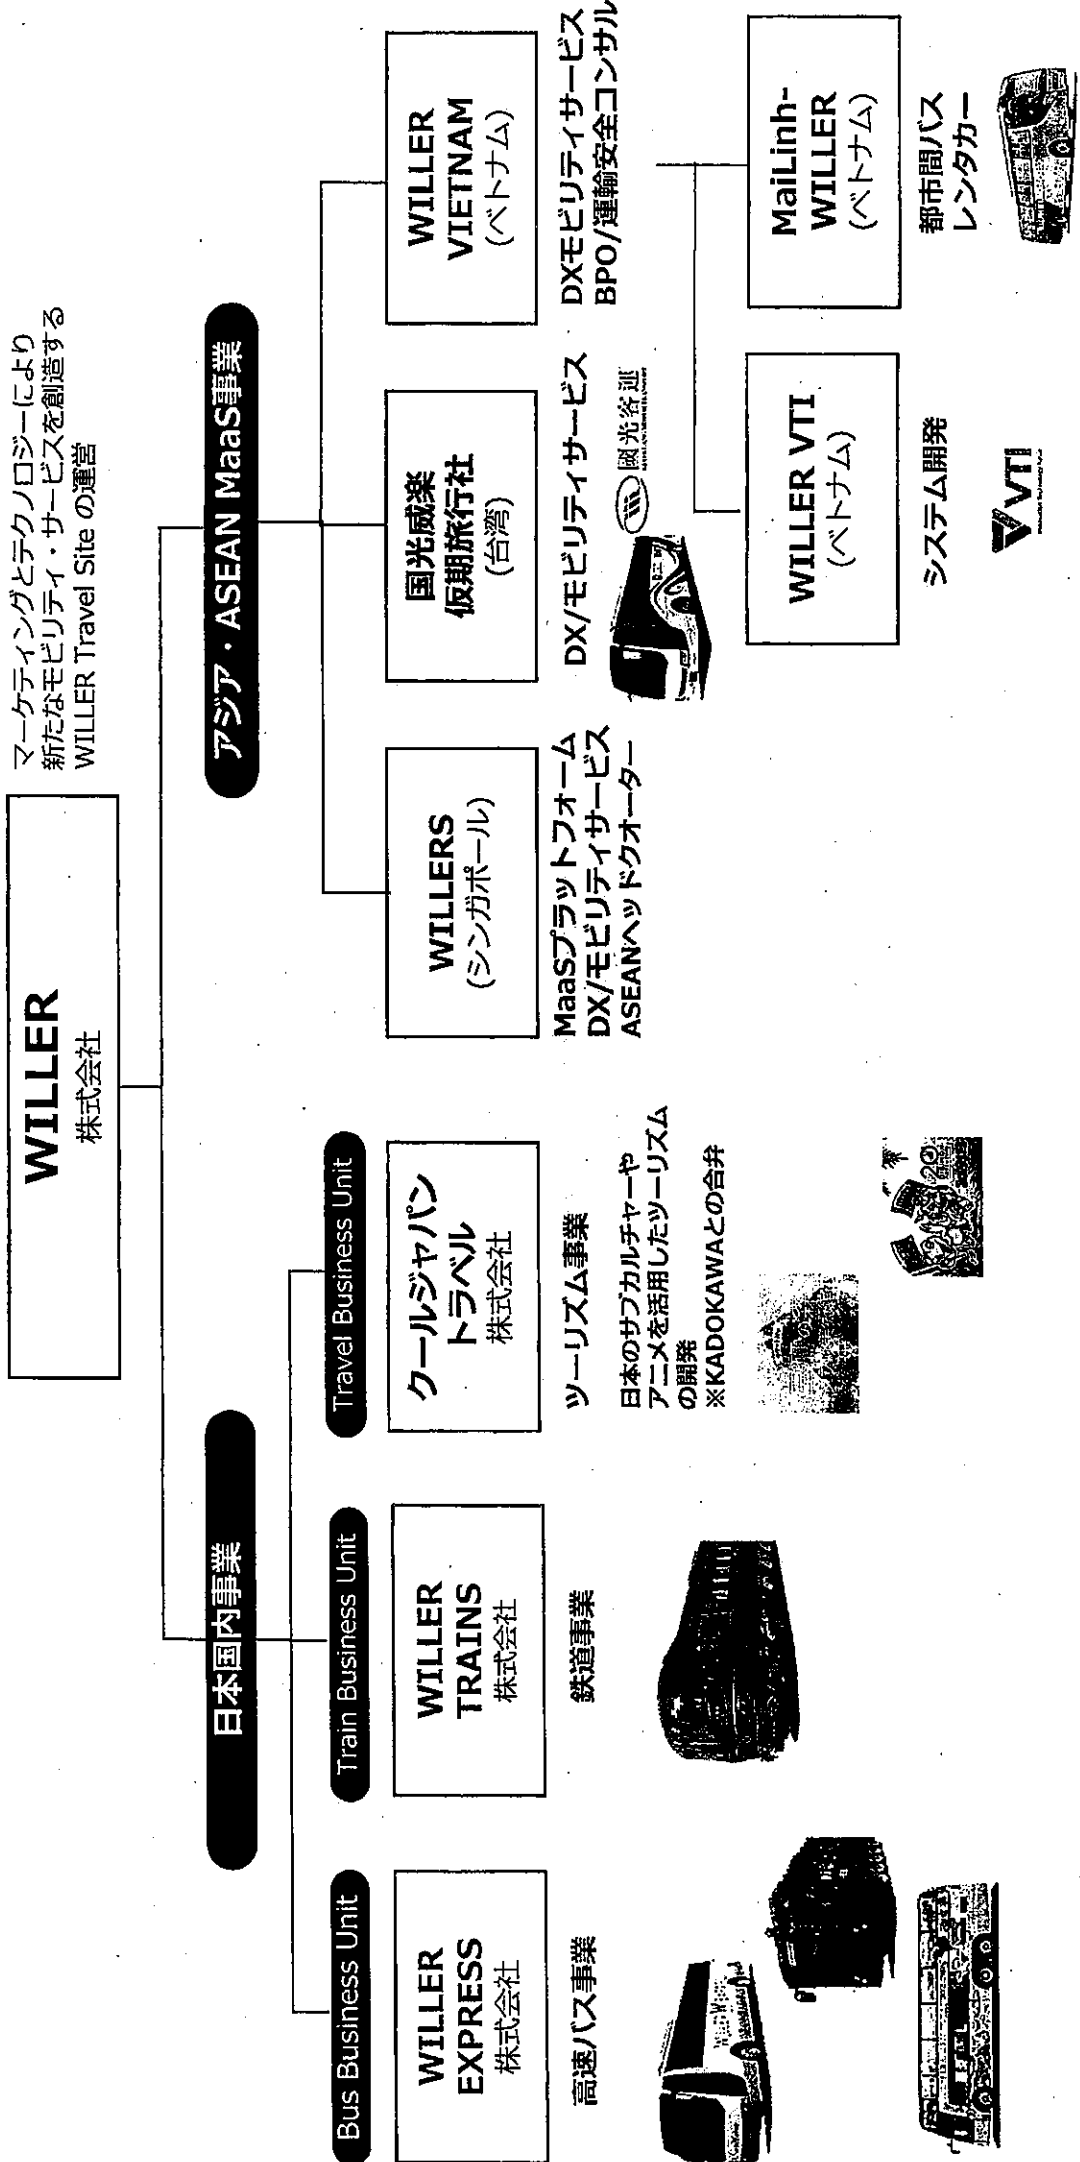 WILLER
株式会社
マーケティングとテクノロジーにより
新たなモビリティ・サービスを創造する
WILLER Travel Site の運営
日本国内事業
Bus Business Unit
WILLER
EXPRESS
株式会社
高速バス事業
Train Business Unit
WILLER
TRAINS
株式会社
鉄道事業
Travel Business Unit
クールジャパン
トラベル
株式会社
ツーリズム事業
日本のサブカルチャーや
アニメを活用したツーリズム
の開発
※KADOKAWAとの合弁
アジア・ASEAN MaaS事業
WILLERS
(シンガポール)
MaaSプラットフォーム
DX/モビリティサービス
ASEANヘッドクオーター
国光威楽
仮期旅行社
(台湾)
DX/モビリティサービス
國光客運
WILLER
VIETNAM
(ベトナム)
DXモビリティサービス
BPO/運輸安全コンサル
WILLER VTI
(ベトナム)
システム開発
VTI
MaiLinh-
WILLER
(ベトナム)
都市間バス
レンタカー